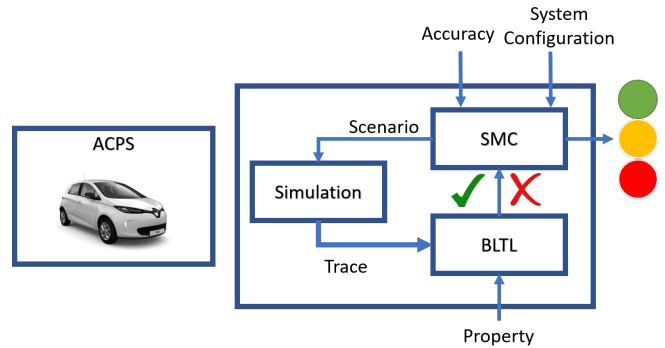 System
Accuracy
Configuration
ACPS
Scenario
SMC
Simulation
BLTL
Trace
Property